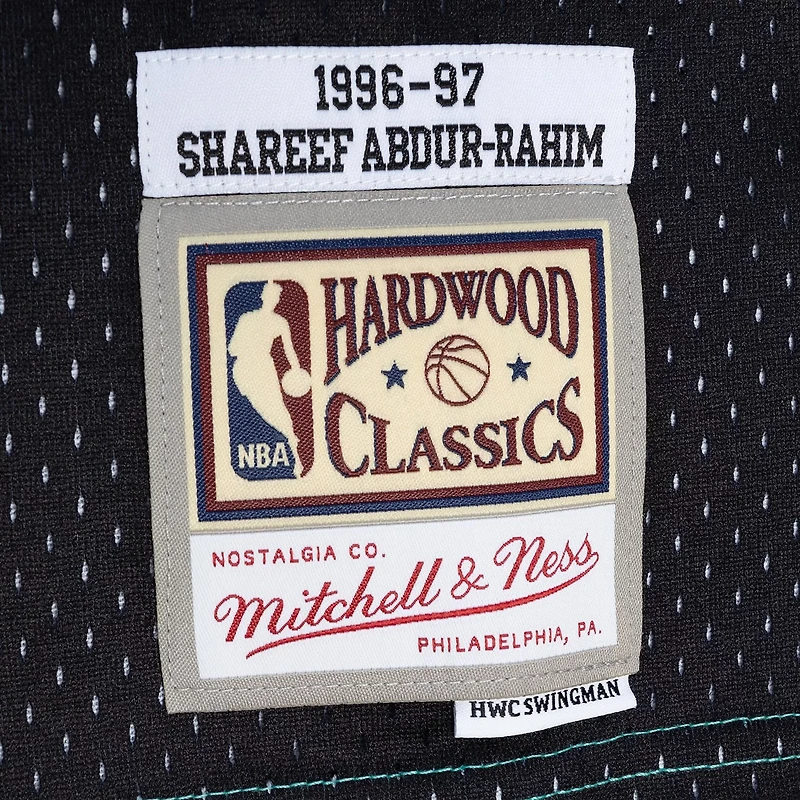 1996-97
SHAREEF ABDUR-RAHIM
HARDWOOD
CLASSICS
NBA
NOSTALGIA CO.
Mitchell & Ness
PHILADELPHIA, PA.
HWC SWINGMAN